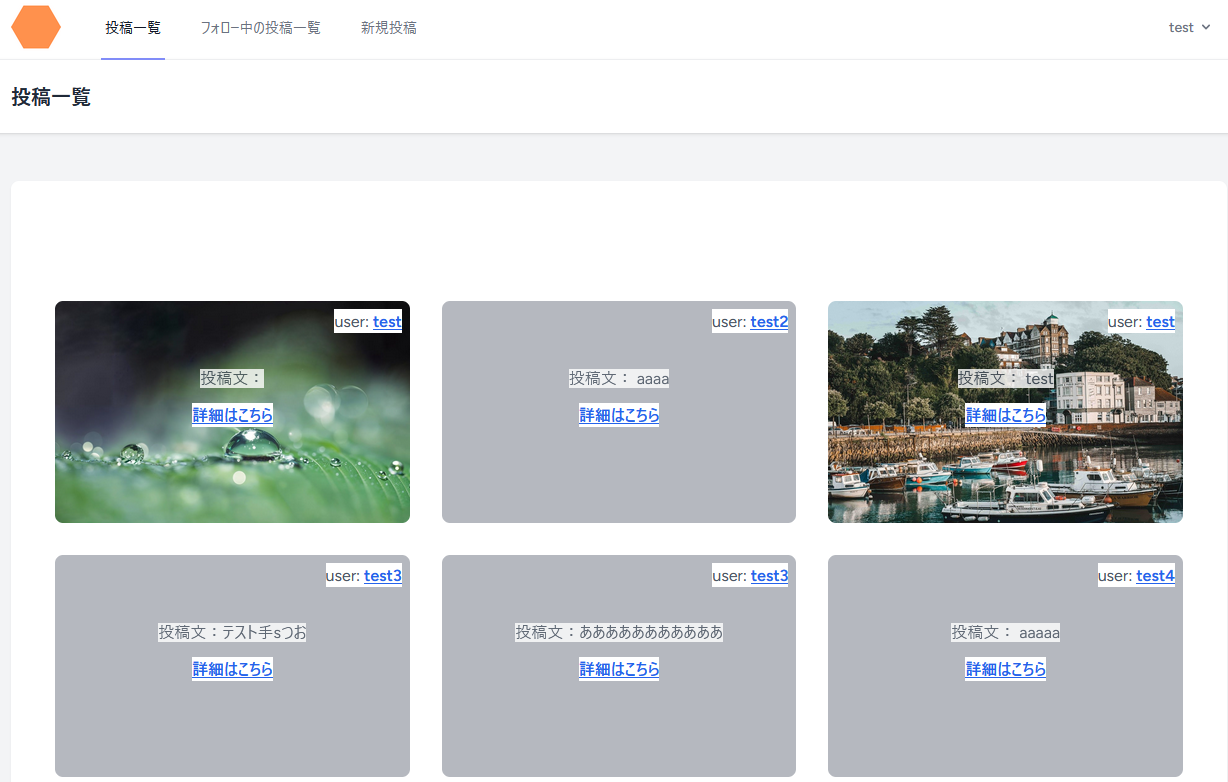 投稿一覧
フォロー中の投稿一覧
新規投稿
test
投稿一覧
user: test
投稿文：
詳細はこちら
user: test2
投稿文： aaaa
詳細はこちら
user: test
投稿文： test
詳細はこちら
user: test3
投稿文：テスト手sつお
詳細はこちら
user: test3
投稿文：あああああああああああ
詳細はこちら
user: test4
投稿文： aaaaa
詳細はこちら